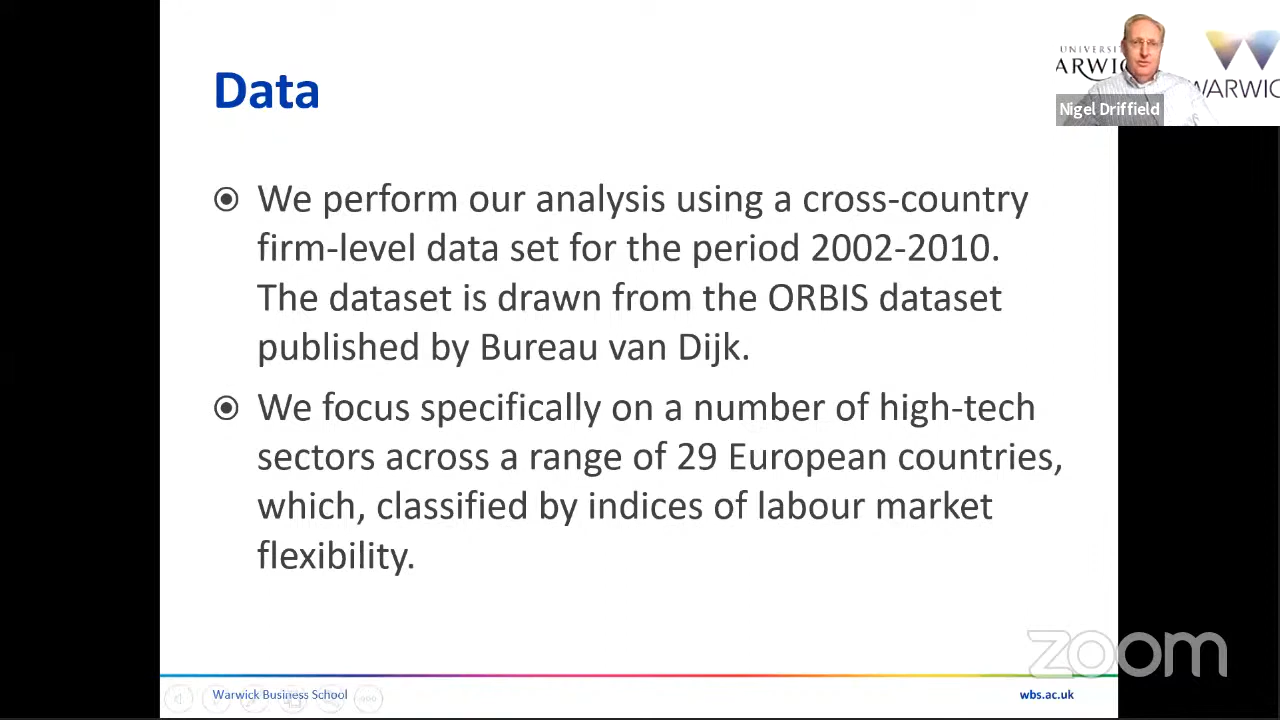 Data
UNIVERSI
ARWIC
WARWIC
Nigel Driffield
We perform our analysis using a cross-country
firm-level data set for the period 2002-2010.
The dataset is drawn from the ORBIS dataset
published by Bureau van Dijk.
We focus specifically on a number of high-tech
sectors across a range of 29 European countries,
which, classified by indices of labour market
flexibility.
zoom
Warwick Business School
wbs.ac.uk